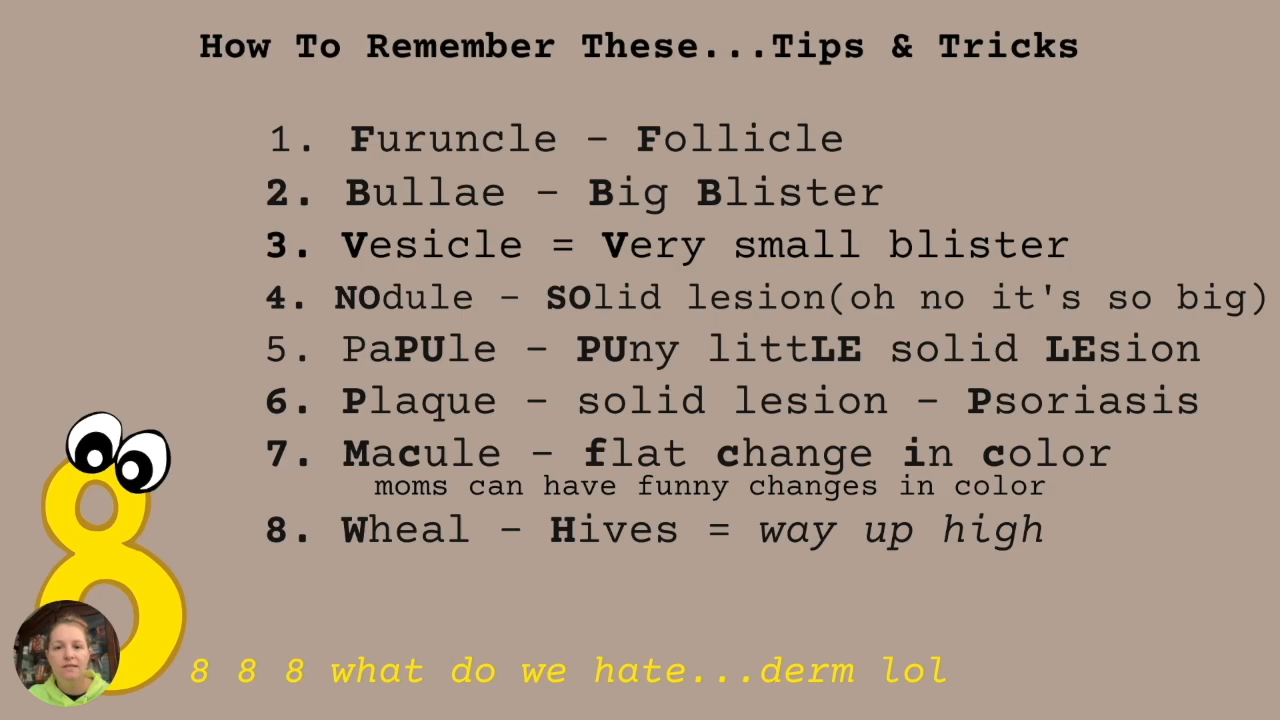 How To Remember These...Tips & Tricks
1. Furuncle - Follicle
2. Bullae - Big Blister
3. Vesicle = Very small blister
4. NOdule - SOlid lesion(oh no it's so big)
5. PaPUle - PUny littLE solid LEsion
6. Plaque - solid lesion - Psoriasis
7. Macule - flat change in color
moms can have funny changes in color
8. Wheal - Hives = way up high
8
8 8 8 what do we hate...derm lol